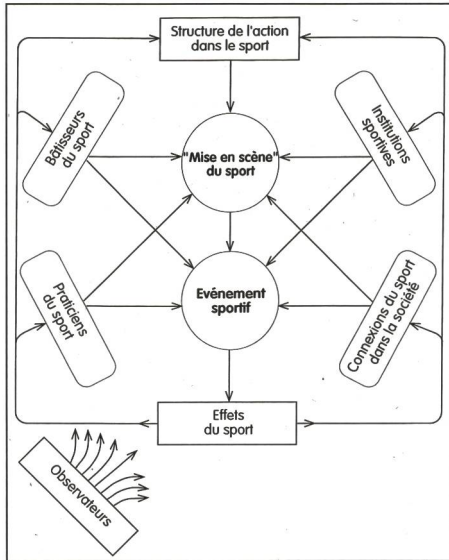 Structure de l'action
dans le sport
Bâtisseurs
du sport
Institutions
sportives
"Mise en scène"
du sport
Evénement
sportif
Praticiens
du sport
Connexions du sport
dans la société
Effets
du sport
Observateurs